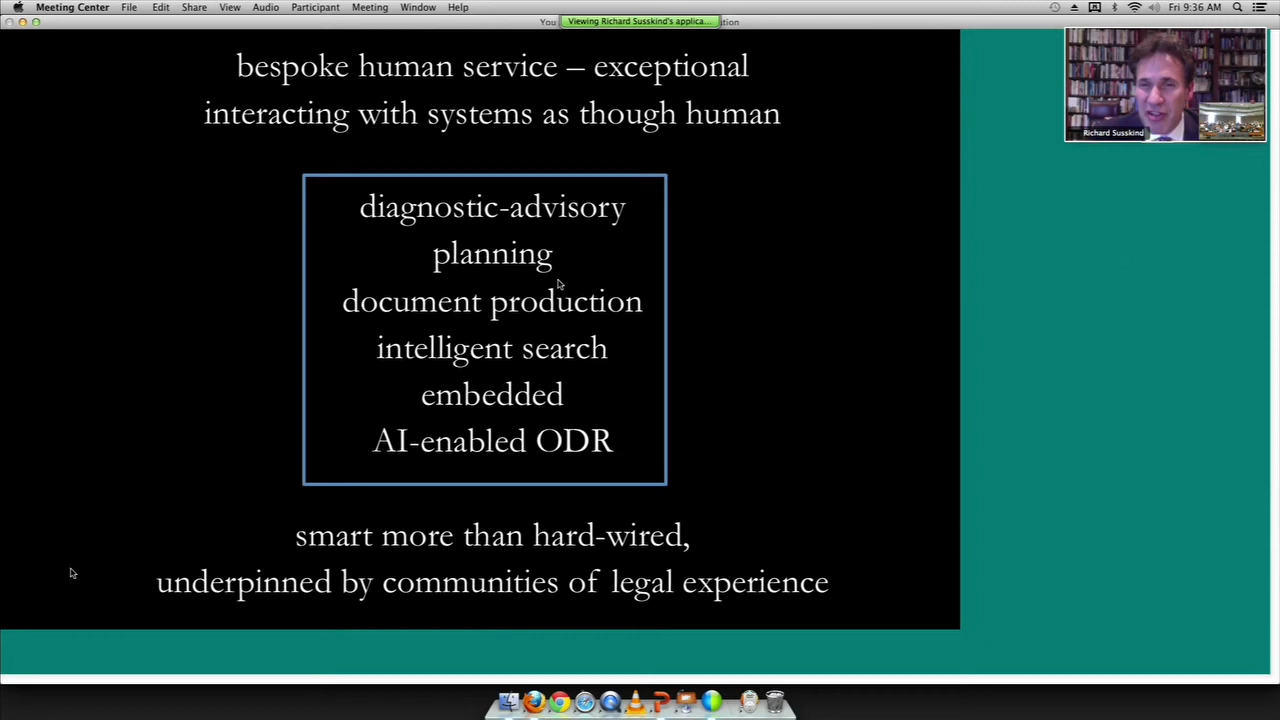 Meeting Center File Edit Share View Audio Participant Meeting Window Help Fri 9:36 AM
You Viewing Richard Susskind's applica... tion
bespoke human service – exceptional
interacting with systems as though human
Richard Susskind
diagnostic-advisory
planning
document production
intelligent search
embedded
AI-enabled ODR
smart more than hard-wired,
underpinned by communities of legal experience